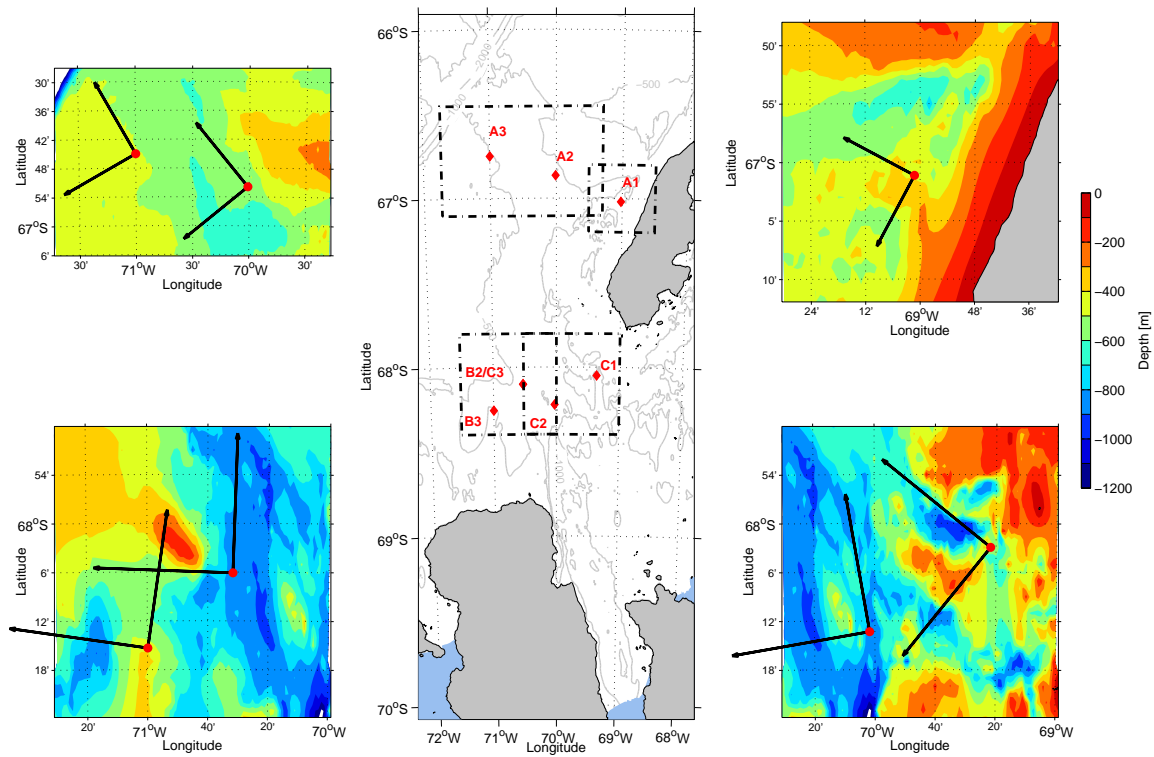 30'
36'
42'
48'
54'
67°S
6'
Latitude
30'
71°W
30'
70°W
30'
Longitude
66°S
67°S
68°S
69°S
70°S
Latitude
72°W
71°W
70°W
69°W
68°W
Longitude
-2000
-500
A3
A2
A1
B2/C3
C1
B3
C2
50'
55'
67°S
5'
10'
Latitude
24'
12'
69°W
48'
36'
Longitude
0
-200
-400
-600
-800
-1000
-1200
Depth [m]
54'
68°S
6'
12'
18'
Latitude
20'
71°W
40'
20'
70°W
Longitude
54'
68°S
6'
12'
18'
Latitude
20'
70°W
40'
20'
69°W
Longitude